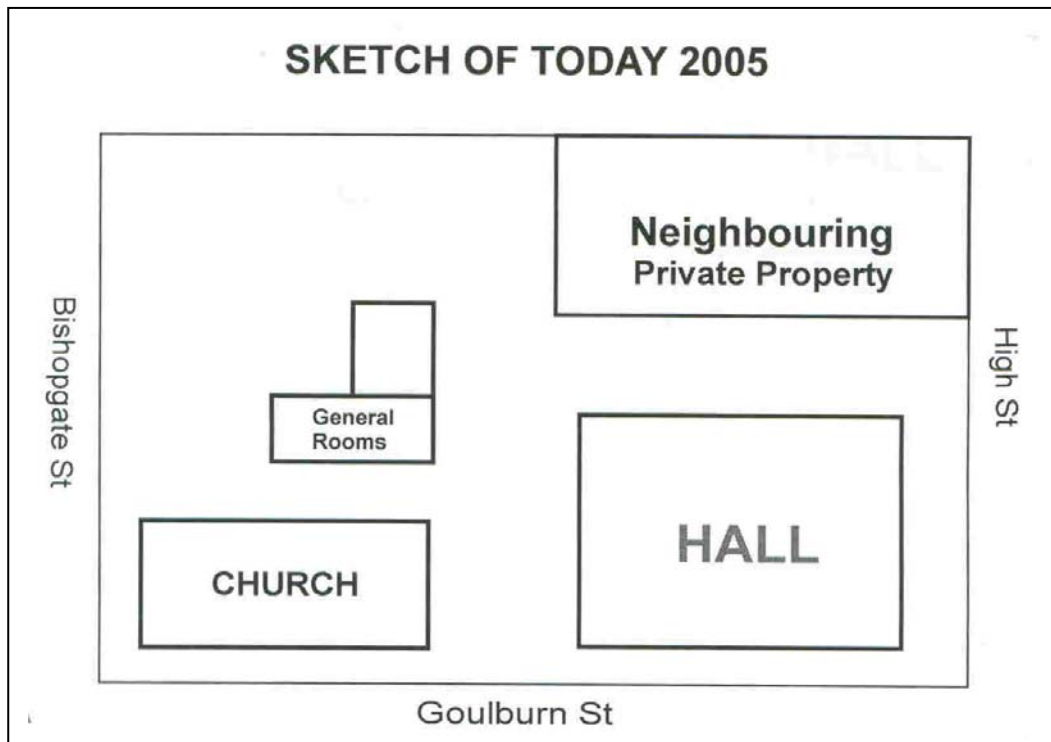 SKETCH OF TODAY 2005
Neighbouring
Private Property
Bishopgate St
High St
General
Rooms
HALL
CHURCH
Goulburn St